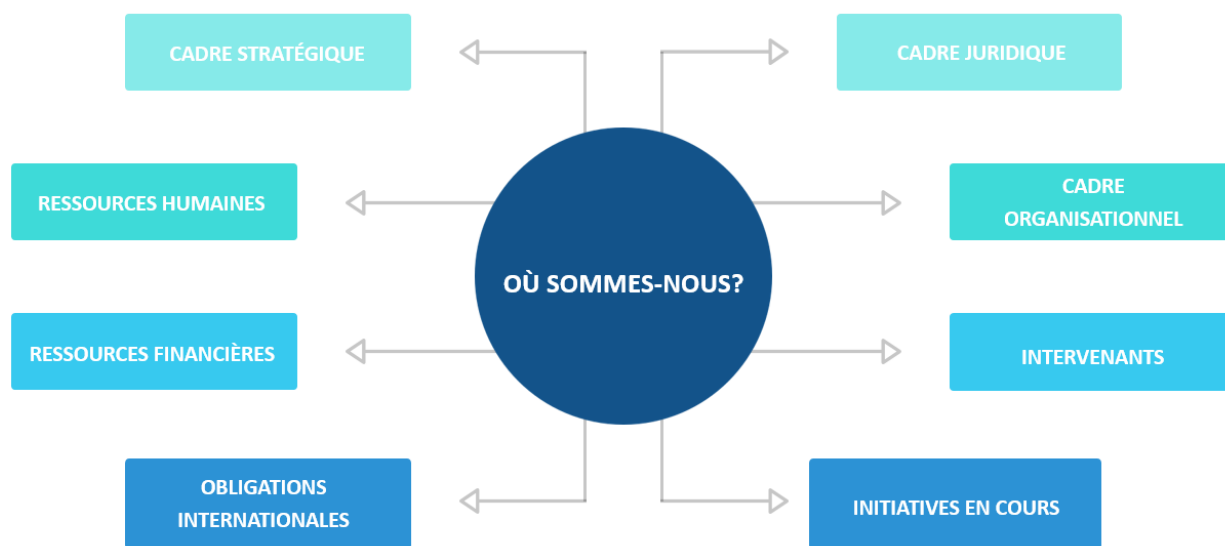 CADRE STRATÉGIQUE
CADRE JURIDIQUE
RESSOURCES HUMAINES
CADRE
ORGANISATIONNEL
OÙ SOMMES-NOUS?
RESSOURCES FINANCIÈRES
INTERVENANTS
OBLIGATIONS
INTERNATIONALES
INITIATIVES EN COURS